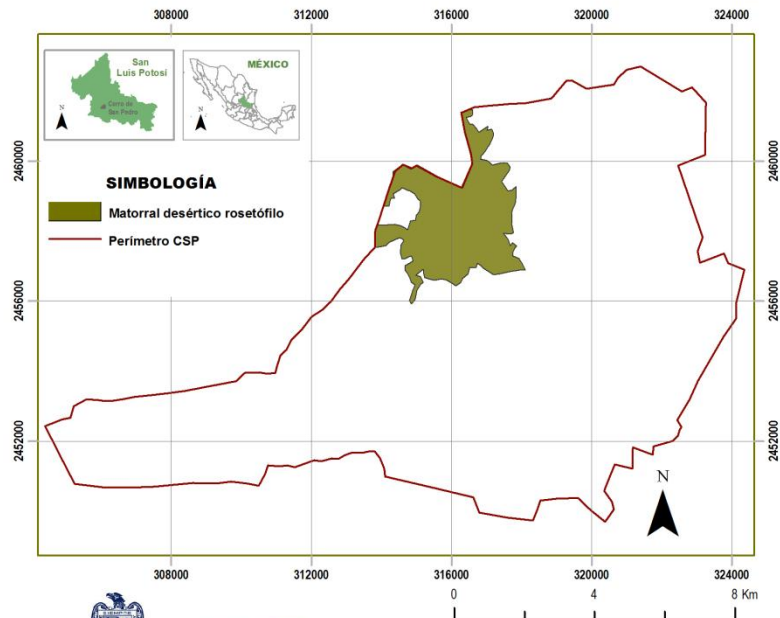 308000 312000 316000 320000 324000
San
Luis Potosí
Cerro de
San Pedro
N
MÉXICO
N
SIMBOLOGÍA
Matorral desértico rosetófilo
Perímetro CSP
2460000 2460000
2456000 2456000
2452000 2452000
N
308000 312000 316000 320000 324000
0 4 8 Km